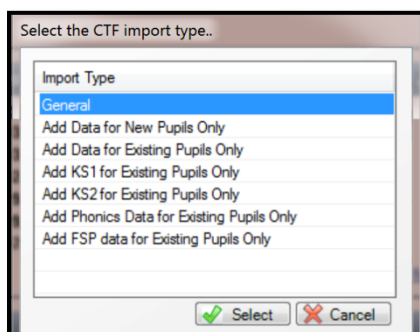 Select the CTF import type..
Import Type
General
Add Data for New Pupils Only
Add Data for Existing Pupils Only
Add KS1 for Existing Pupils Only
Add KS2 for Existing Pupils Only
Add Phonics Data for Existing Pupils Only
Add FSP data for Existing Pupils Only
Select Cancel